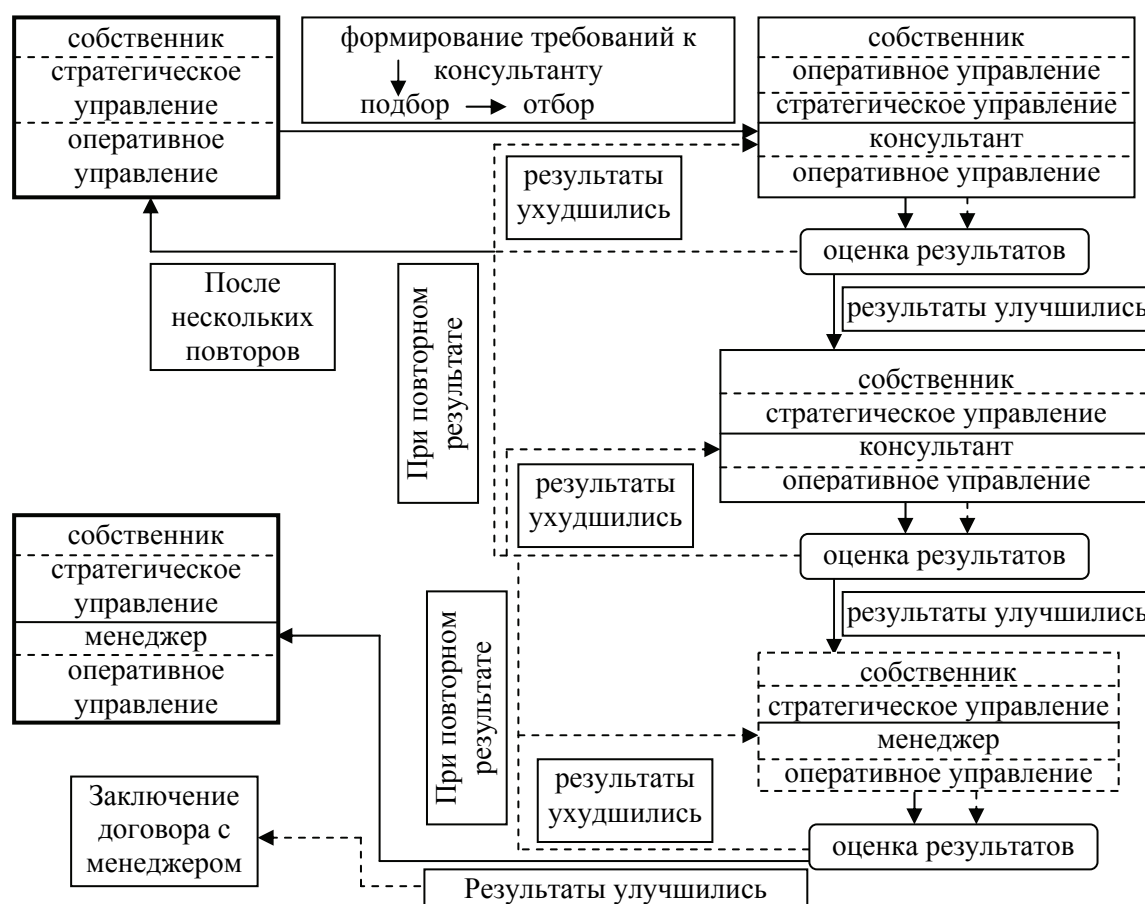 собственник
стратегическое
управление
оперативное
управление
формирование требований к
консультанту
подбор
отбор
собственник
оперативное управление
стратегическое управление
консультант
оперативное управление
результаты
ухудшились
оценка результатов
После
нескольких
повторов
При повторном
результате
результаты улучшились
собственник
стратегическое управление
консультант
оперативное управление
результаты
ухудшились
оценка результатов
собственник
стратегическое
управление
менеджер
оперативное
управление
При повторном
результате
результаты улучшились
собственник
стратегическое управление
менеджер
оперативное управление
результаты
ухудшились
оценка результатов
Заключение
договора с
менеджером
Результаты улучшились